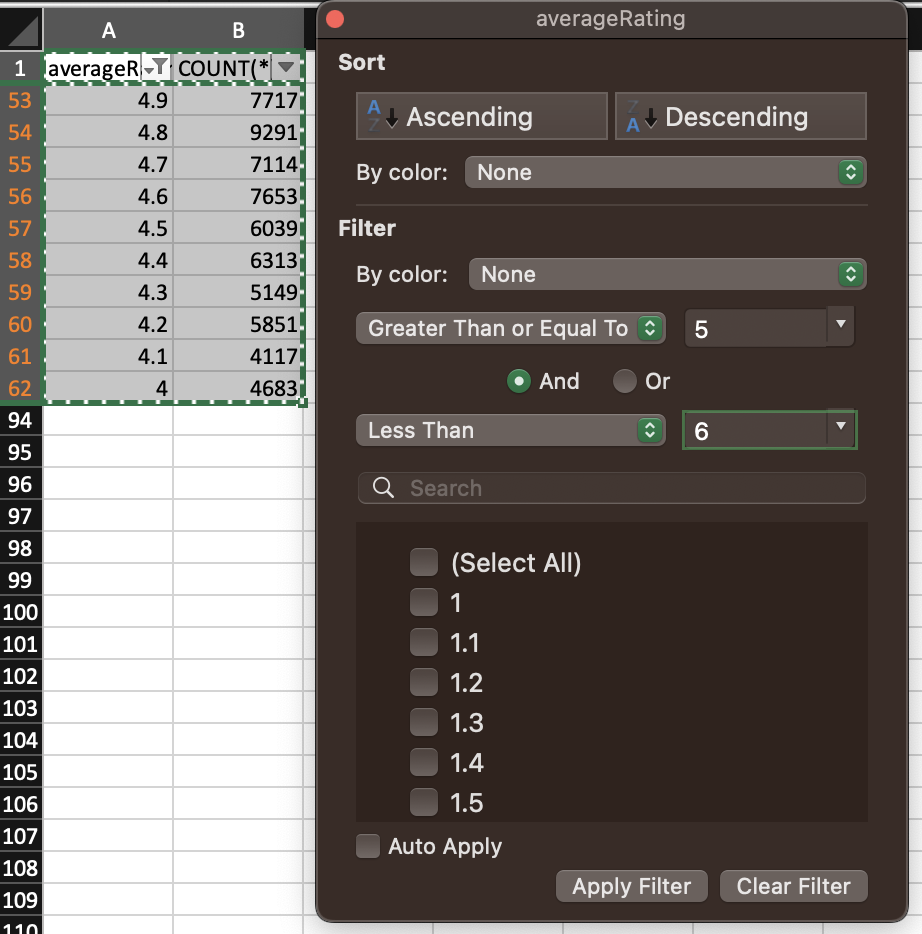 A B
1 averageR COUNT(*
53 4.9 7717
54 4.8 9291
55 4.7 7114
56 4.6 7653
57 4.5 6039
58 4.4 6313
59 4.3 5149
60 4.2 5851
61 4.1 4117
62 4 4683
94
95
96
97
98
99
100
101
102
103
104
105
106
107
108
109
110
averageRating
Sort
A Z Ascending Z A Descending
By color: None
Filter
By color: None
Greater Than or Equal To 5
And Or
Less Than 6
Search
(Select All)
1
1.1
1.2
1.3
1.4
1.5
Auto Apply
Apply Filter Clear Filter